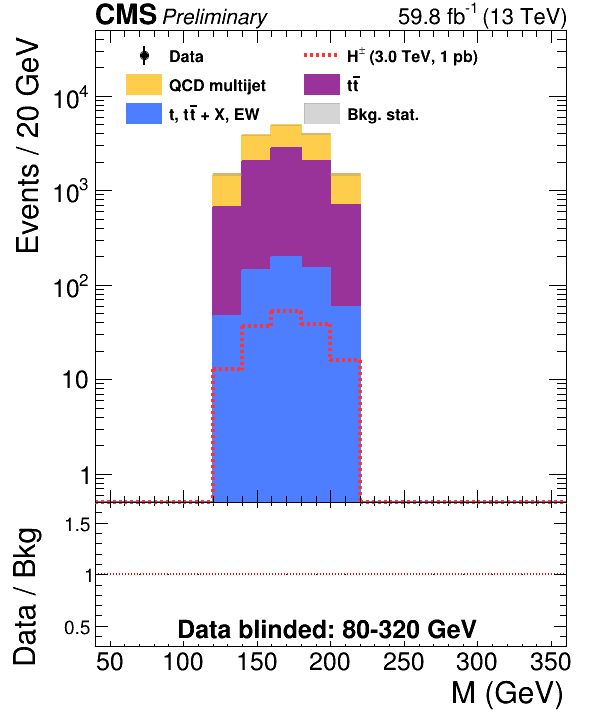 CMS Preliminary 59.8 fb⁻¹ (13 TeV)
Events / 20 GeV
Data
H± (3.0 TeV, 1 pb)
QCD multijet
tt̄
t, tt̄ + X, EW
Bkg. stat.
10⁴
10³
10²
10
1
Data / Bkg
1.5
1
0.5
Data blinded: 80-320 GeV
50 100 150 200 250 300 350
M (GeV)